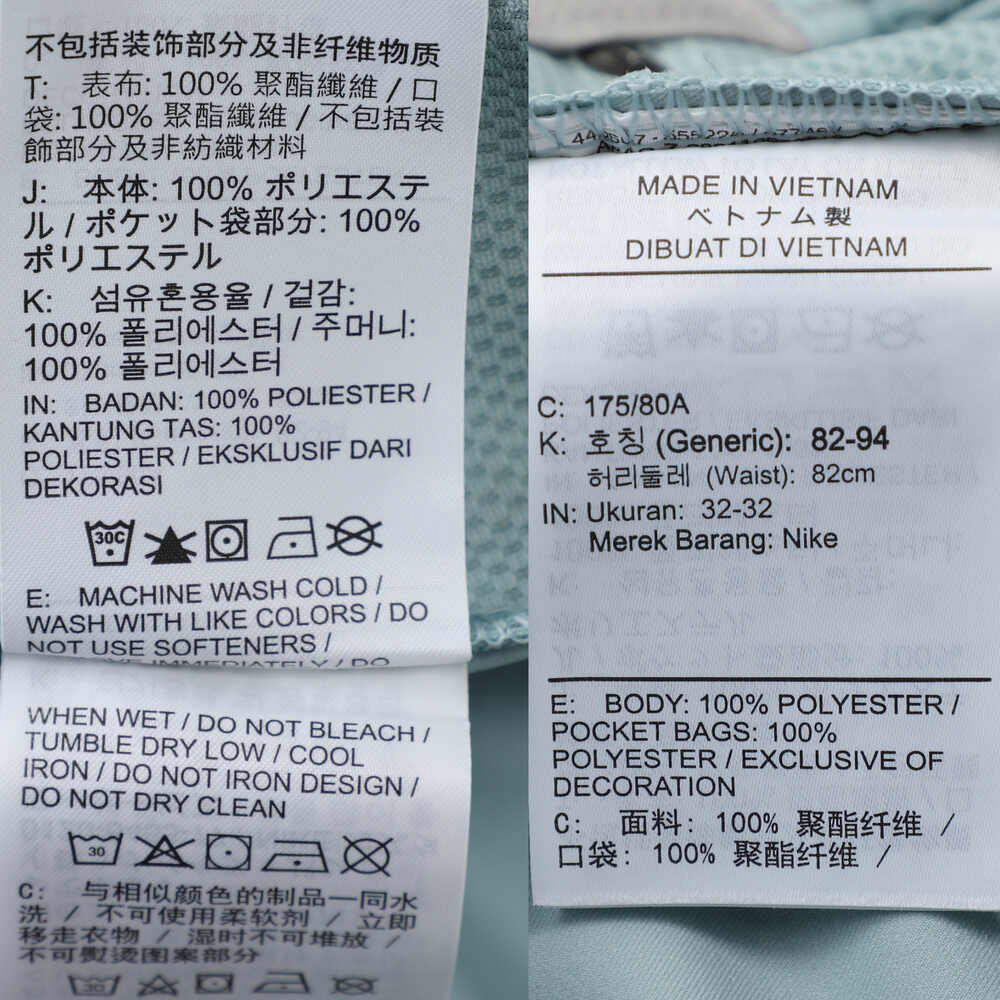 不包括装饰部分及非纤维物质
T: 表布: 100% 聚酯纖維 / 口
袋: 100% 聚酯纖維 / 不包括裝
飾部分及非紡織材料
J: 本体: 100% ポリエステ
ル / ポケット袋部分: 100%
ポリエステル
K: 섬유혼용율 / 겉감:
100% 폴리에스터 / 주머니:
100% 폴리에스터
IN: BADAN: 100% POLIESTER /
KANTUNG TAS: 100%
POLIESTER / EKSKLUSIF DARI
DEKORASI
30C
E: MACHINE WASH COLD /
WASH WITH LIKE COLORS / DO
NOT USE SOFTENERS /
IMMEDIATELY / DO
WHEN WET / DO NOT BLEACH /
TUMBLE DRY LOW / COOL
IRON / DO NOT IRON DESIGN /
DO NOT DRY CLEAN
30
C: 与相似颜色的制品一同水
洗 / 不可使用柔软剂 / 立即
移走衣物 / 湿时不可堆放 /
不可熨烫图案部分
30
MADE IN VIETNAM
ベトナム製
DIBUAT DI VIETNAM
C: 175/80A
K: 호칭 (Generic): 82-94
허리둘레 (Waist): 82cm
IN: Ukuran: 32-32
Merek Barang: Nike
E: BODY: 100% POLYESTER /
POCKET BAGS: 100%
POLYESTER / EXCLUSIVE OF
DECORATION
C: 面料: 100% 聚酯纤维 /
口袋: 100% 聚酯纤维 /